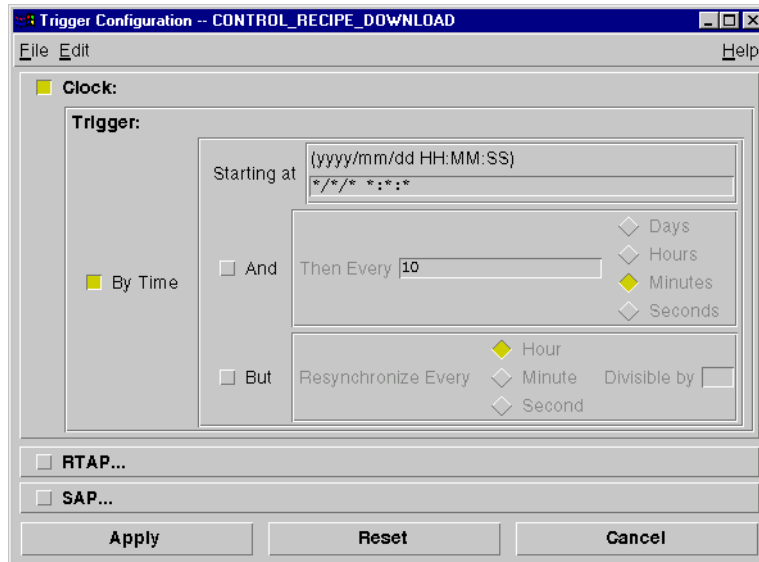 Trigger Configuration -- CONTROL_RECIPE_DOWNLOAD
File Edit Help
Clock:
Trigger:
(yyyy/mm/dd HH:MM:SS)
Starting at
*/*/* *:*:*
Days
Hours
By Time
And
Then Every 10
Minutes
Seconds
Hour
But
Resynchronize Every
Minute
Divisible by
Second
RTAP...
SAP...
Apply Reset Cancel